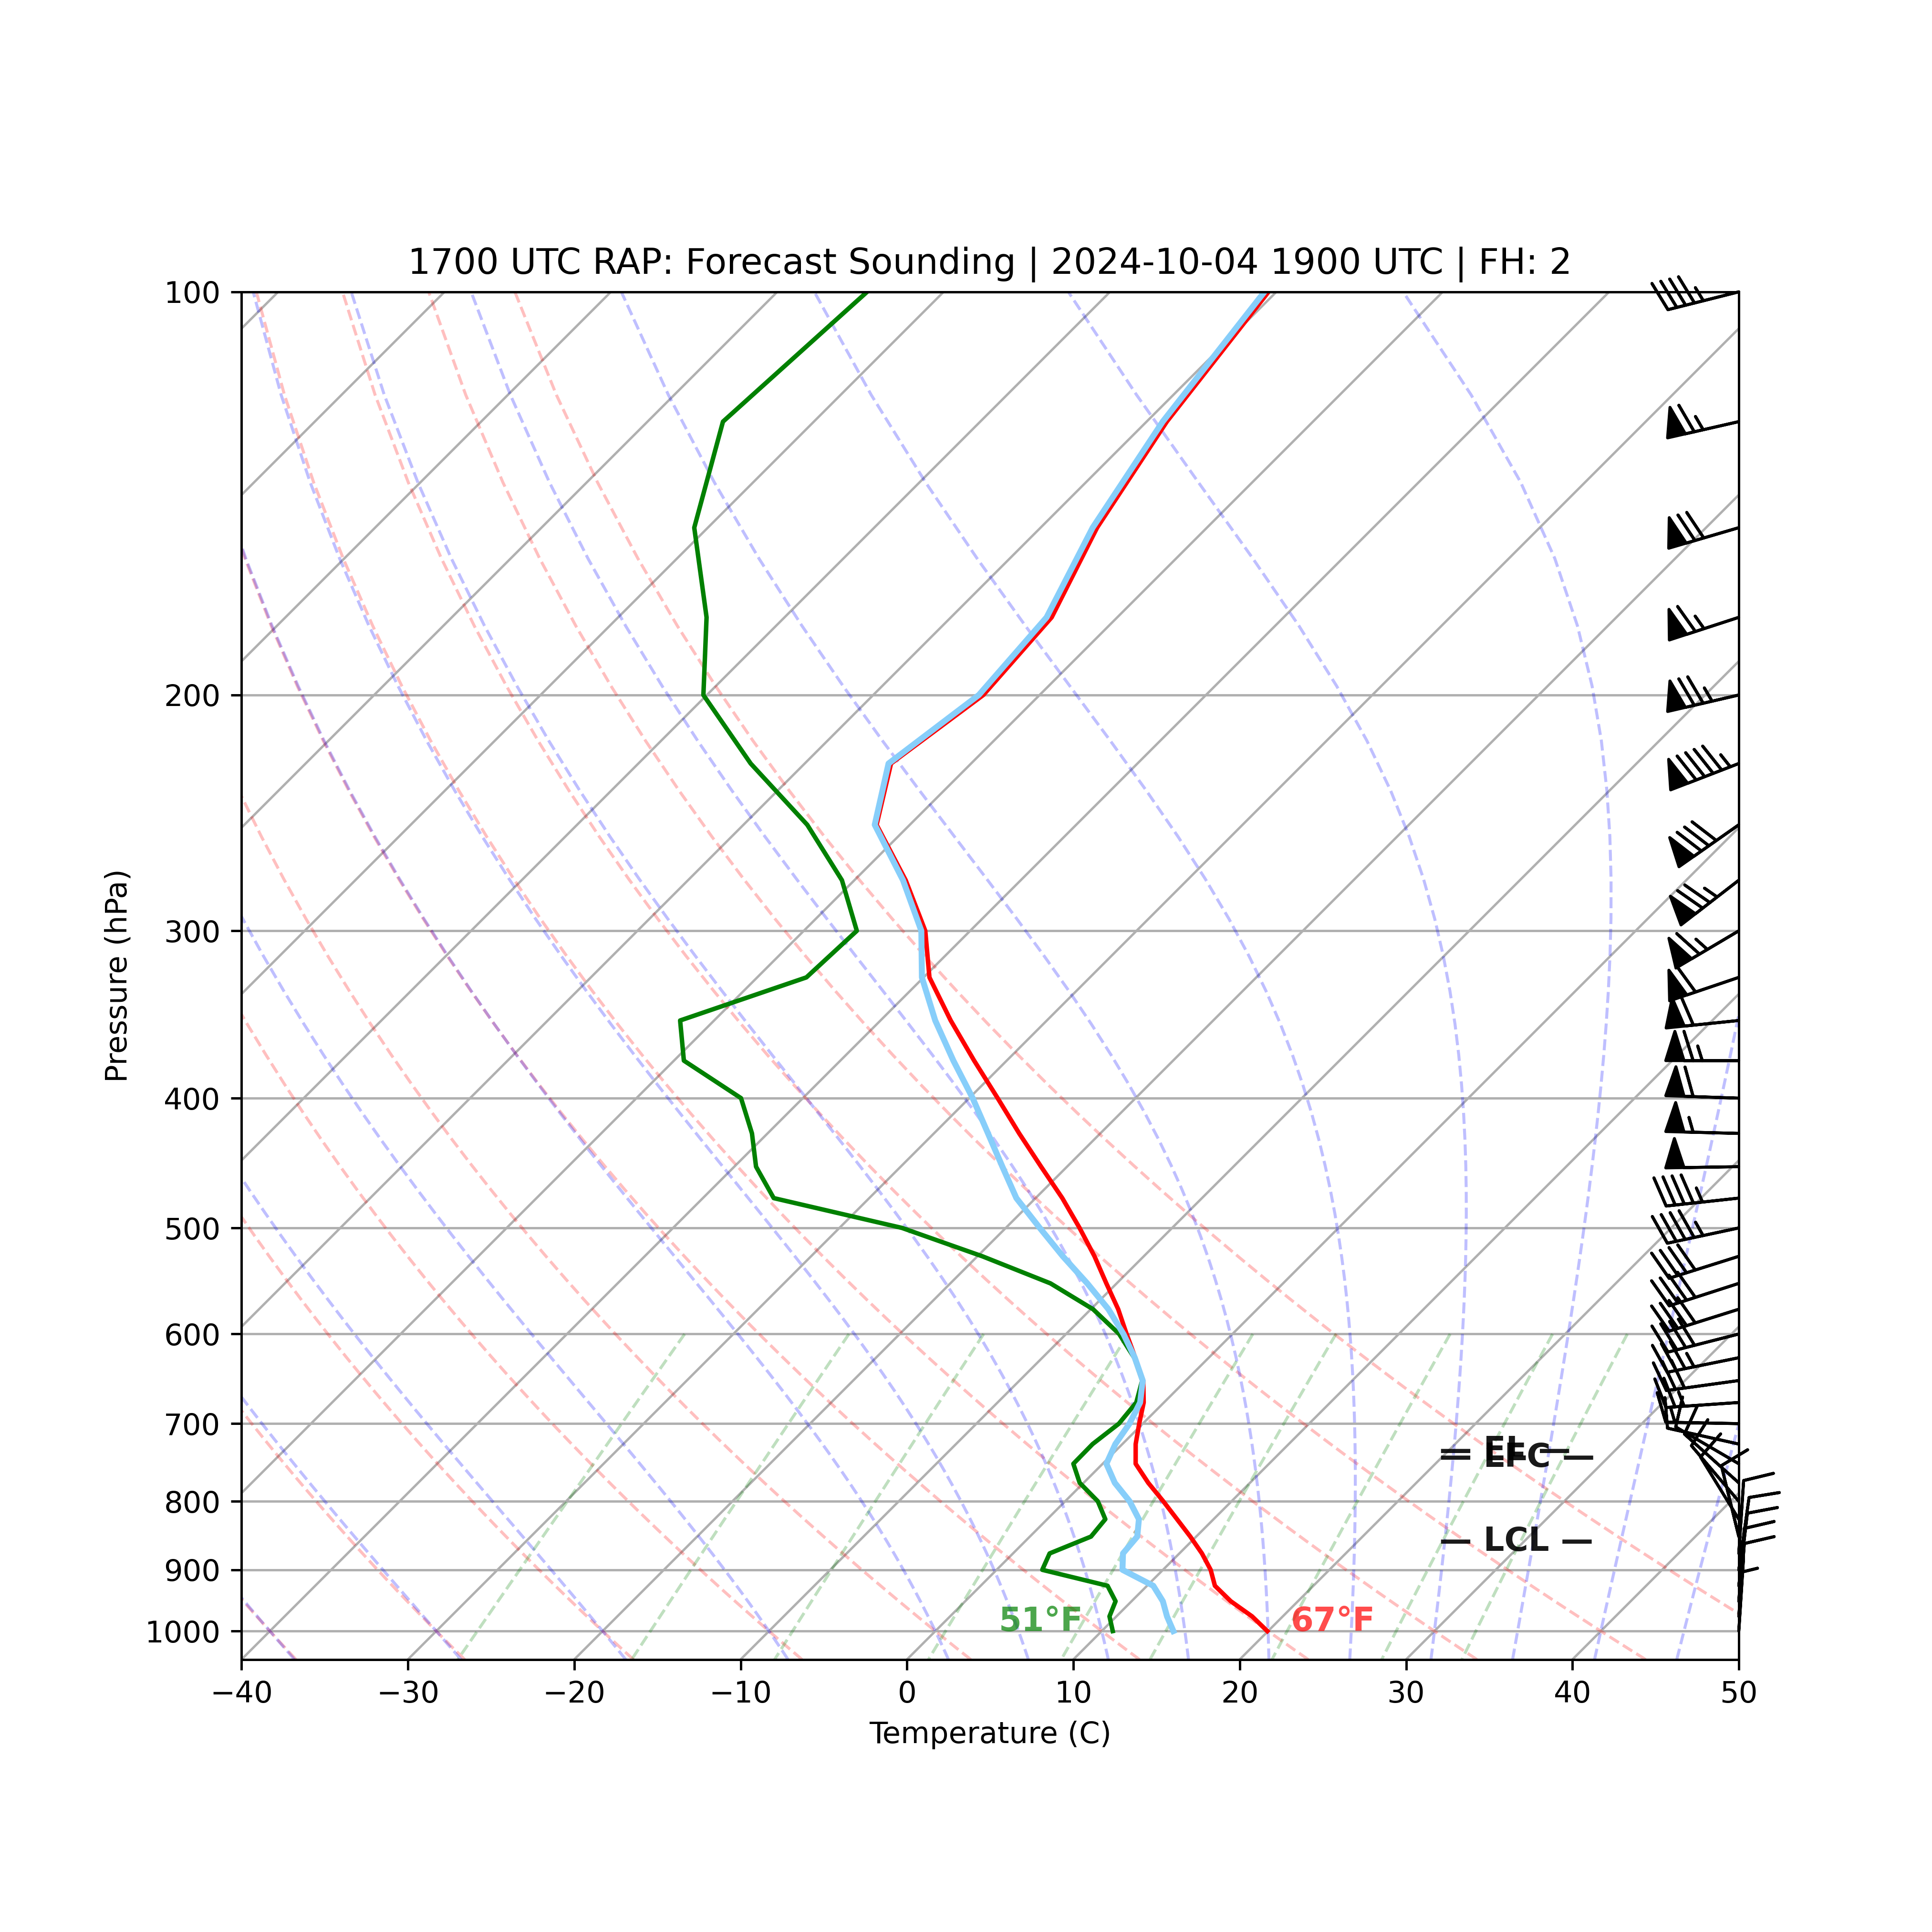 1700 UTC RAP: Forecast Sounding | 2024-10-04 1900 UTC | FH: 2
100
200
300
400
500
600
700
800
900
1000
Pressure (hPa)
— EL —
— LFC —
— LCL —
51°F
67°F
−40 −30 −20 −10 0 10 20 30 40 50
Temperature (C)